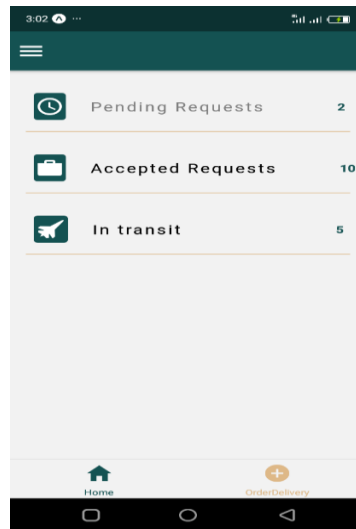 3:02 ...
Pending Requests 2
Accepted Requests 10
In transit 5
Home OrderDelivery